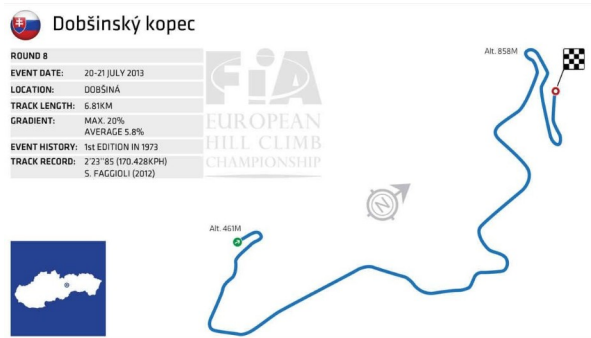 Dobšinský kopec
ROUND 8
EVENT DATE: 20-21 JULY 2013
LOCATION: DOBŠINÁ
TRACK LENGTH: 6.81KM
GRADIENT: MAX. 20%
AVERAGE 5.8%
EVENT HISTORY: 1st EDITION IN 1973
TRACK RECORD: 2'23''85 (170.428KPH)
S. FAGGIOLI (2012)
FIA
EUROPEAN
HILL CLIMB
CHAMPIONSHIP
Alt. 858M
N
Alt. 461M